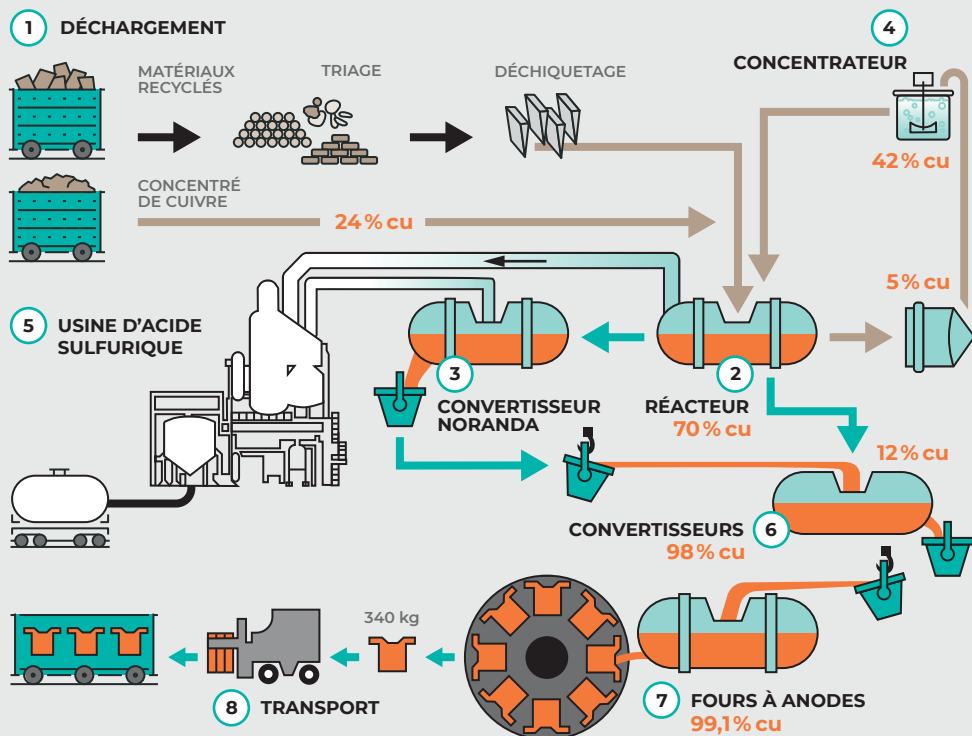 1 DÉCHARGEMENT
MATÉRIAUX
RECYCLÉS
TRIAGE
DÉCHIQUETAGE
4
CONCENTRATEUR
42 % cu
CONCENTRÉ
DE CUIVRE
24 % cu
5 % cu
5 USINE D’ACIDE
SULFURIQUE
3
CONVERTISSEUR
NORANDA
2
RÉACTEUR
70 % cu
12 % cu
CONVERTISSEURS 6
98 % cu
340 kg
8 TRANSPORT
7 FOURS À ANODES
99,1 % cu